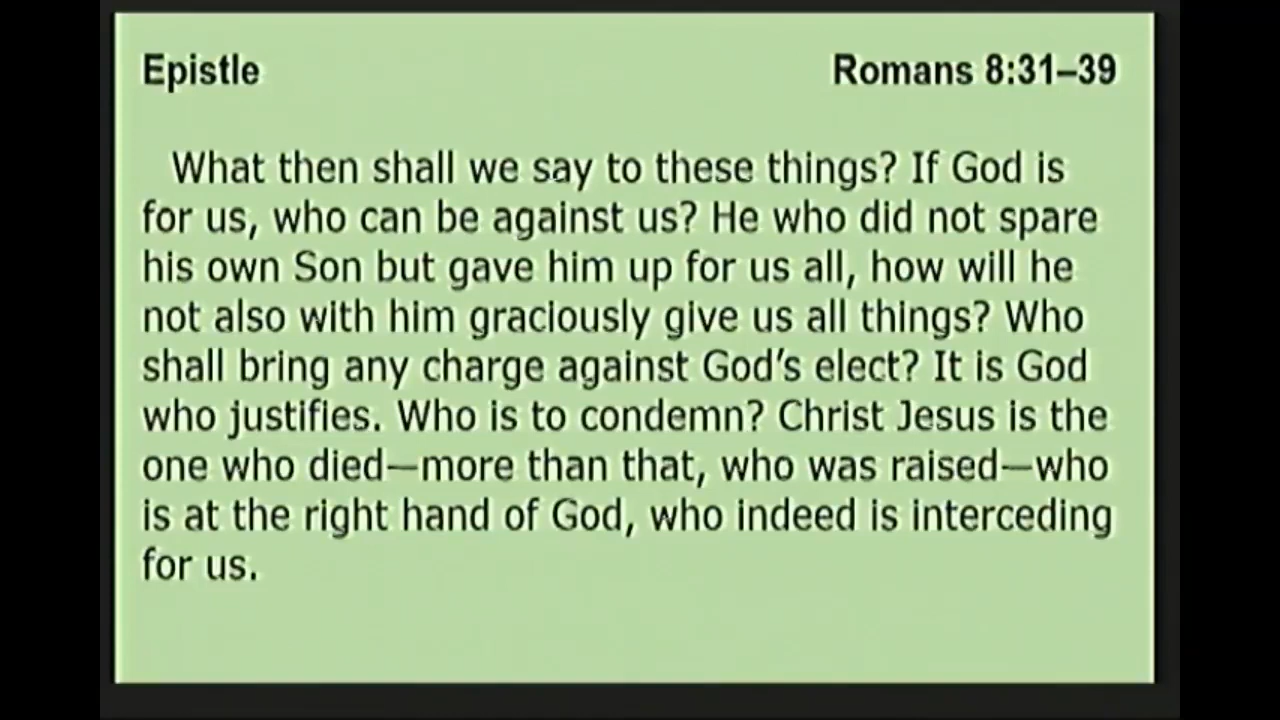 Epistle Romans 8:31–39
What then shall we say to these things? If God is
for us, who can be against us? He who did not spare
his own Son but gave him up for us all, how will he
not also with him graciously give us all things? Who
shall bring any charge against God's elect? It is God
who justifies. Who is to condemn? Christ Jesus is the
one who died—more than that, who was raised—who
is at the right hand of God, who indeed is interceding
for us.